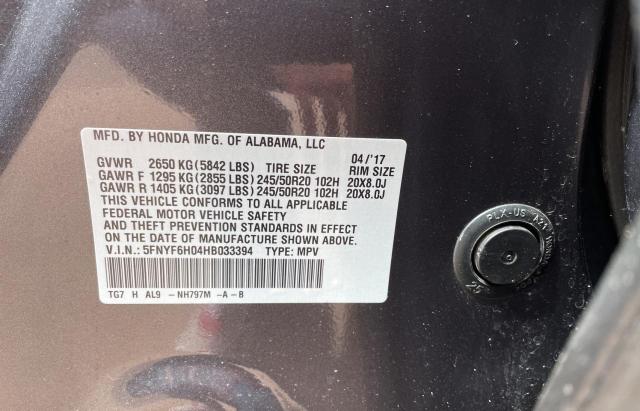 MFD. BY HONDA MFG. OF ALABAMA, LLC
GVWR 2650 KG (5842 LBS) TIRE SIZE 04/'17 RIM SIZE
GAWR F 1295 KG (2855 LBS) 245/50R20 102H 20X8.0J
GAWR R 1405 KG (3097 LBS) 245/50R20 102H 20X8.0J
THIS VEHICLE CONFORMS TO ALL APPLICABLE
FEDERAL MOTOR VEHICLE SAFETY
AND THEFT PREVENTION STANDARDS IN EFFECT
ON THE DATE OF MANUFACTURE SHOWN ABOVE.
V.I.N.: 5FNYF6H04HB033394 TYPE: MPV
TG7 H AL9 -NH797M -A -B
PLX-US
25